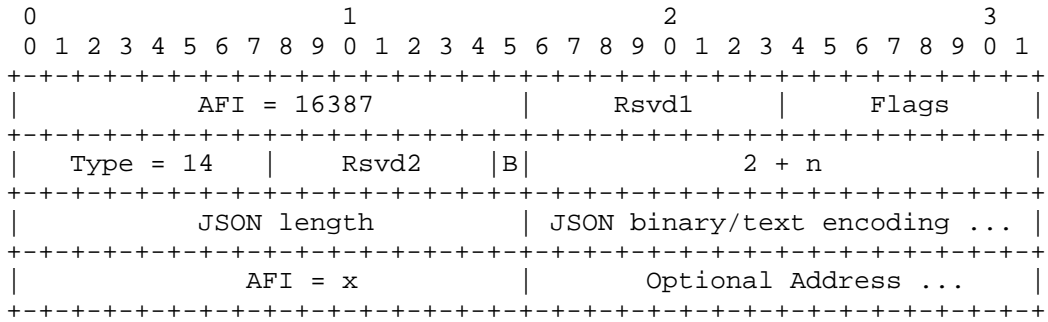 0                   1                   2                   3
 0 1 2 3 4 5 6 7 8 9 0 1 2 3 4 5 6 7 8 9 0 1 2 3 4 5 6 7 8 9 0 1
+-+-+-+-+-+-+-+-+-+-+-+-+-+-+-+-+-+-+-+-+-+-+-+-+-+-+-+-+-+-+-+-+
|           AFI = 16387         |     Rsvd1     |     Flags     |
+-+-+-+-+-+-+-+-+-+-+-+-+-+-+-+-+-+-+-+-+-+-+-+-+-+-+-+-+-+-+-+-+
|   Type = 14   |    Rsvd2    |B|             2 + n             |
+-+-+-+-+-+-+-+-+-+-+-+-+-+-+-+-+-+-+-+-+-+-+-+-+-+-+-+-+-+-+-+-+
|           JSON length         | JSON binary/text encoding ... |
+-+-+-+-+-+-+-+-+-+-+-+-+-+-+-+-+-+-+-+-+-+-+-+-+-+-+-+-+-+-+-+-+
|              AFI = x          |       Optional Address ...    |
+-+-+-+-+-+-+-+-+-+-+-+-+-+-+-+-+-+-+-+-+-+-+-+-+-+-+-+-+-+-+-+-+